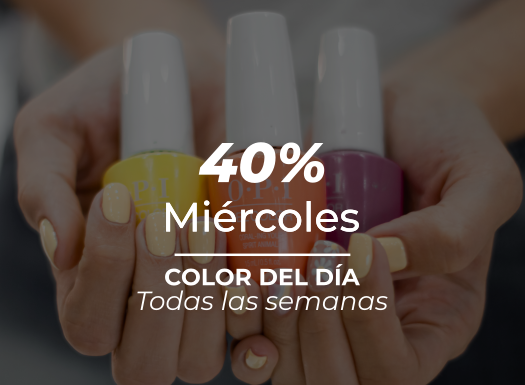 40%
Miércoles
COLOR DEL DÍA
Todas las semanas
O·P·I